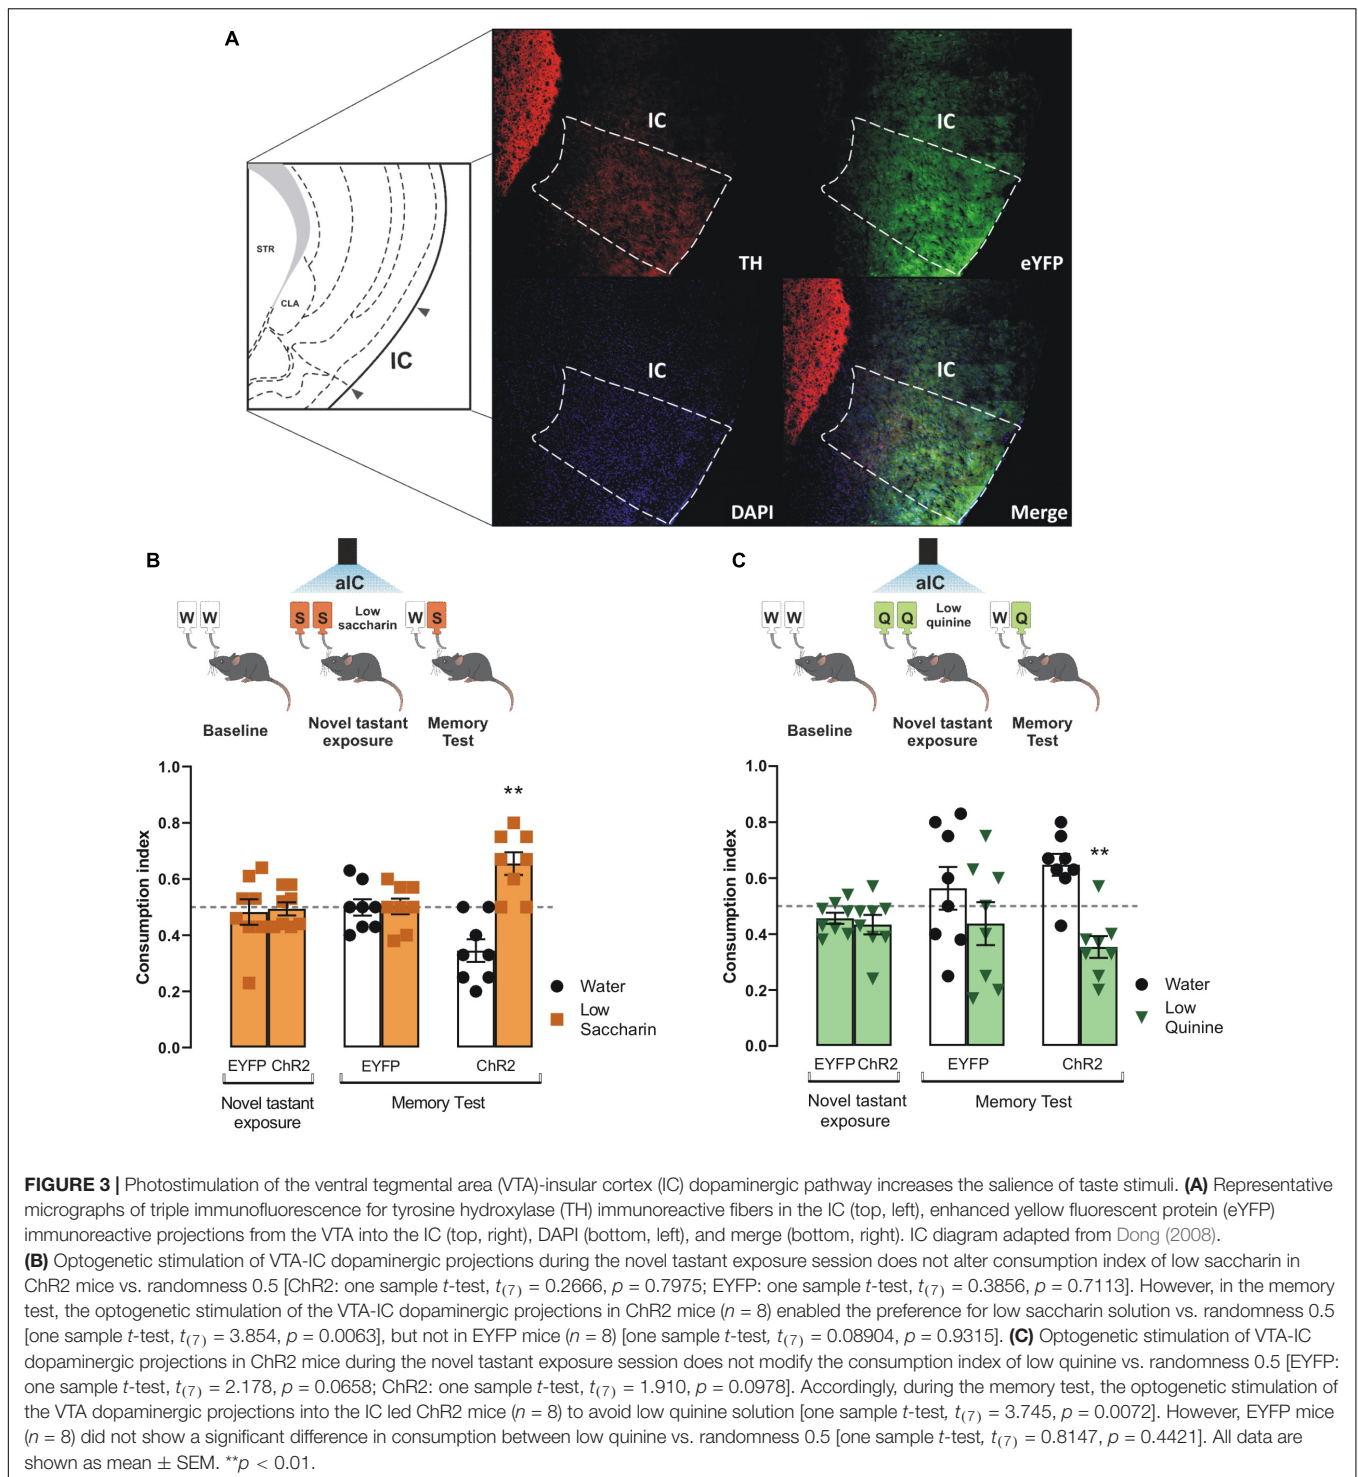 A
IC
IC
STR
TH
eYFP
CLA
IC
IC
IC
DAPI
Merge
B
aIC
W W
S S
Low
saccharin
W S
Baseline
Novel tastant
exposure
Memory
Test
C
aIC
W W
Q Q
Low
quinine
W Q
Baseline
Novel tastant
exposure
Memory
Test
Consumption index
1.0
0.8
0.6
0.4
0.2
0.0
**
Water
Low
Saccharin
EYFP ChR2
EYFP
ChR2
Novel tastant
exposure
Memory Test
Consumption index
1.0
0.8
0.6
0.4
0.2
0.0
**
Water
Low
Quinine
EYFP ChR2
EYFP
ChR2
Novel tastant
exposure
Memory Test
FIGURE 3 | Photostimulation of the ventral tegmental area (VTA)-insular cortex (IC) dopaminergic pathway increases the salience of taste stimuli. (A) Representative
micrographs of triple immunofluorescence for tyrosine hydroxylase (TH) immunoreactive fibers in the IC (top, left), enhanced yellow fluorescent protein (eYFP)
immunoreactive projections from the VTA into the IC (top, right), DAPI (bottom, left), and merge (bottom, right). IC diagram adapted from Dong (2008).
(B) Optogenetic stimulation of VTA-IC dopaminergic projections during the novel tastant exposure session does not alter consumption index of low saccharin in
ChR2 mice vs. randomness 0.5 [ChR2: one sample t-test, t(7) = 0.2666, p = 0.7975; EYFP: one sample t-test, t(7) = 0.3856, p = 0.7113]. However, in the memory
test, the optogenetic stimulation of the VTA-IC dopaminergic projections in ChR2 mice (n = 8) enabled the preference for low saccharin solution vs. randomness 0.5
[one sample t-test, t(7) = 3.854, p = 0.0063], but not in EYFP mice (n = 8) [one sample t-test, t(7) = 0.08904, p = 0.9315]. (C) Optogenetic stimulation of VTA-IC
dopaminergic projections in ChR2 mice during the novel tastant exposure session does not modify the consumption index of low quinine vs. randomness 0.5 [EYFP:
one sample t-test, t(7) = 2.178, p = 0.0658; ChR2: one sample t-test, t(7) = 1.910, p = 0.0978]. Accordingly, during the memory test, the optogenetic stimulation of
the VTA dopaminergic projections into the IC led ChR2 mice (n = 8) to avoid low quinine solution [one sample t-test, t(7) = 3.745, p = 0.0072]. However, EYFP mice
(n = 8) did not show a significant difference in consumption between low quinine vs. randomness 0.5 [one sample t-test, t(7) = 0.8147, p = 0.4421]. All data are
shown as mean ± SEM. **p < 0.01.